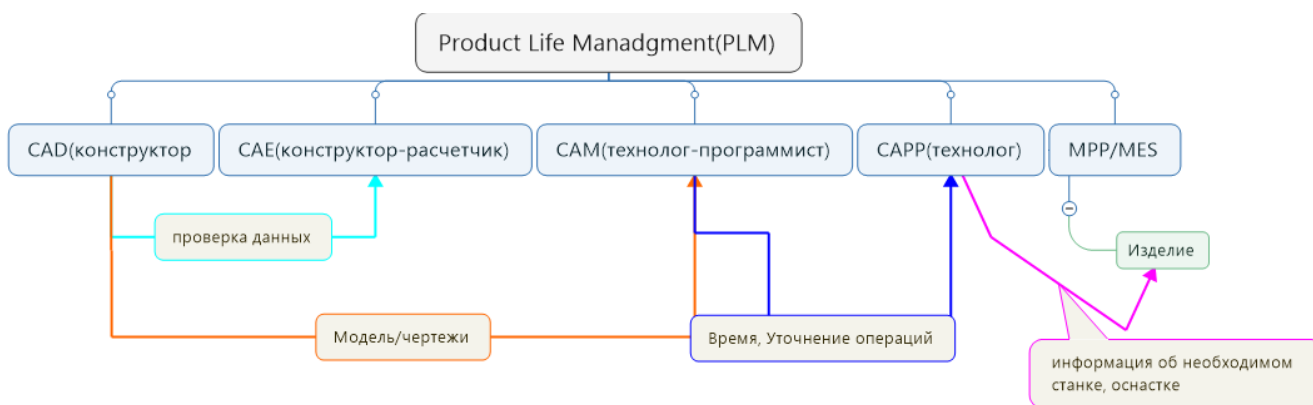 Product Life Manadgment(PLM)
CAD(конструктор
CAE(конструктор-расчетчик)
CAM(технолог-программист)
CAPP(технолог)
MPP/MES
проверка данных
Изделие
Модель/чертежи
Время, Уточнение операций
информация об необходимом
станке, оснастке